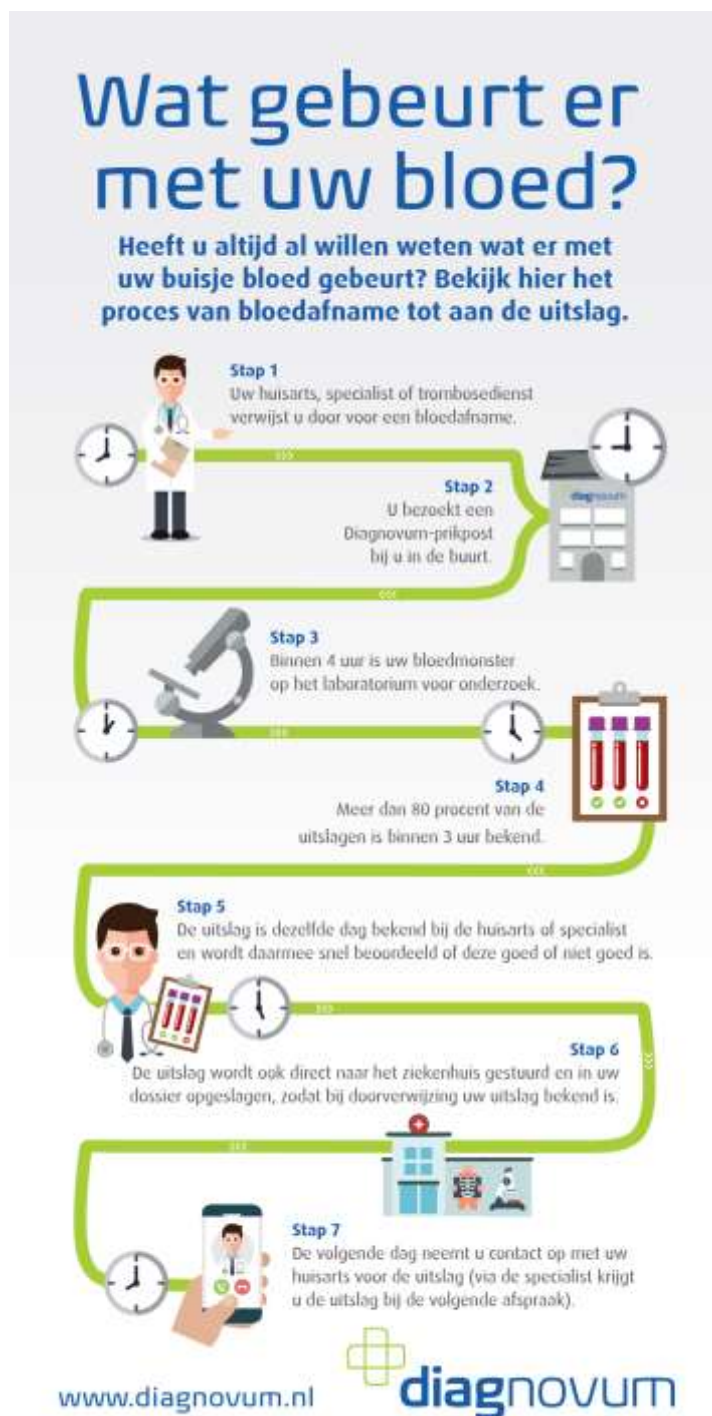 Wat gebeurt er
met uw bloed?
Heeft u altijd al willen weten wat er met
uw buisje bloed gebeurt? Bekijk hier het
proces van bloedafname tot aan de uitslag.
Stap 1
Uw huisarts, specialist of trombosedienst
verwijst u door voor een bloedafname.
diagnovum
Stap 2
U bezoekt een
Diagnovum-prikpost
bij u in de buurt.
Stap 3
Binnen 4 uur is uw bloedmonster
op het laboratorium voor onderzoek.
Stap 4
Meer dan 80 procent van de
uitslagen is binnen 3 uur bekend.
Stap 5
De uitslag is dezelfde dag bekend bij de huisarts of specialist
en wordt daarmee snel beoordeeld of deze goed of niet goed is.
Stap 6
De uitslag wordt ook direct naar het ziekenhuis gestuurd en in uw
dossier opgeslagen, zodat bij doorverwijzing uw uitslag bekend is.
Stap 7
De volgende dag neemt u contact op met uw
huisarts voor de uitslag (via de specialist krijgt
u de uitslag bij de volgende afspraak).
www.diagnovum.nl
diagnovum